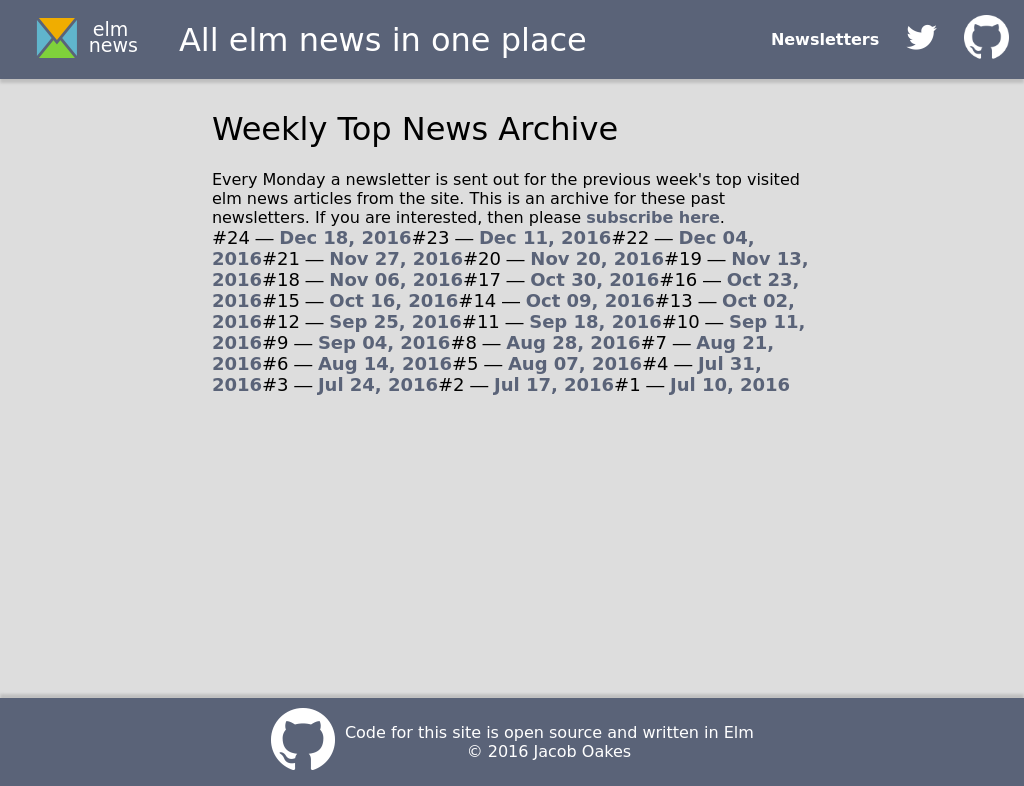 elm
news
All elm news in one place
Newsletters
Weekly Top News Archive
Every Monday a newsletter is sent out for the previous week's top visited
elm news articles from the site. This is an archive for these past
newsletters. If you are interested, then please subscribe here.
#24 — Dec 18, 2016#23 — Dec 11, 2016#22 — Dec 04,
2016#21 — Nov 27, 2016#20 — Nov 20, 2016#19 — Nov 13,
2016#18 — Nov 06, 2016#17 — Oct 30, 2016#16 — Oct 23,
2016#15 — Oct 16, 2016#14 — Oct 09, 2016#13 — Oct 02,
2016#12 — Sep 25, 2016#11 — Sep 18, 2016#10 — Sep 11,
2016#9 — Sep 04, 2016#8 — Aug 28, 2016#7 — Aug 21,
2016#6 — Aug 14, 2016#5 — Aug 07, 2016#4 — Jul 31,
2016#3 — Jul 24, 2016#2 — Jul 17, 2016#1 — Jul 10, 2016
Code for this site is open source and written in Elm
© 2016 Jacob Oakes